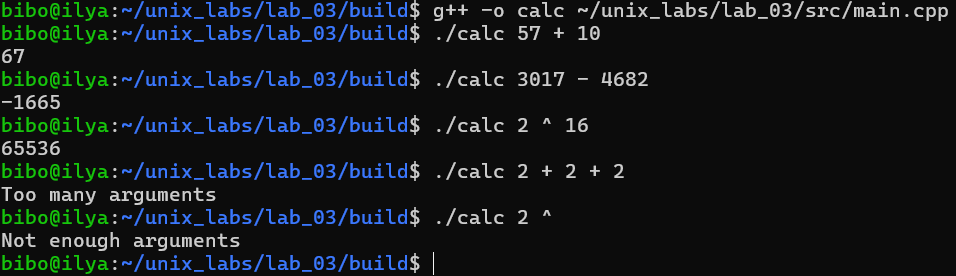 bibo@ilya:~/unix_labs/lab_03/build$ g++ -o calc ~/unix_labs/lab_03/src/main.cpp
bibo@ilya:~/unix_labs/lab_03/build$ ./calc 57 + 10
67
bibo@ilya:~/unix_labs/lab_03/build$ ./calc 3017 - 4682
-1665
bibo@ilya:~/unix_labs/lab_03/build$ ./calc 2 ^ 16
65536
bibo@ilya:~/unix_labs/lab_03/build$ ./calc 2 + 2 + 2
Too many arguments
bibo@ilya:~/unix_labs/lab_03/build$ ./calc 2 ^
Not enough arguments
bibo@ilya:~/unix_labs/lab_03/build$